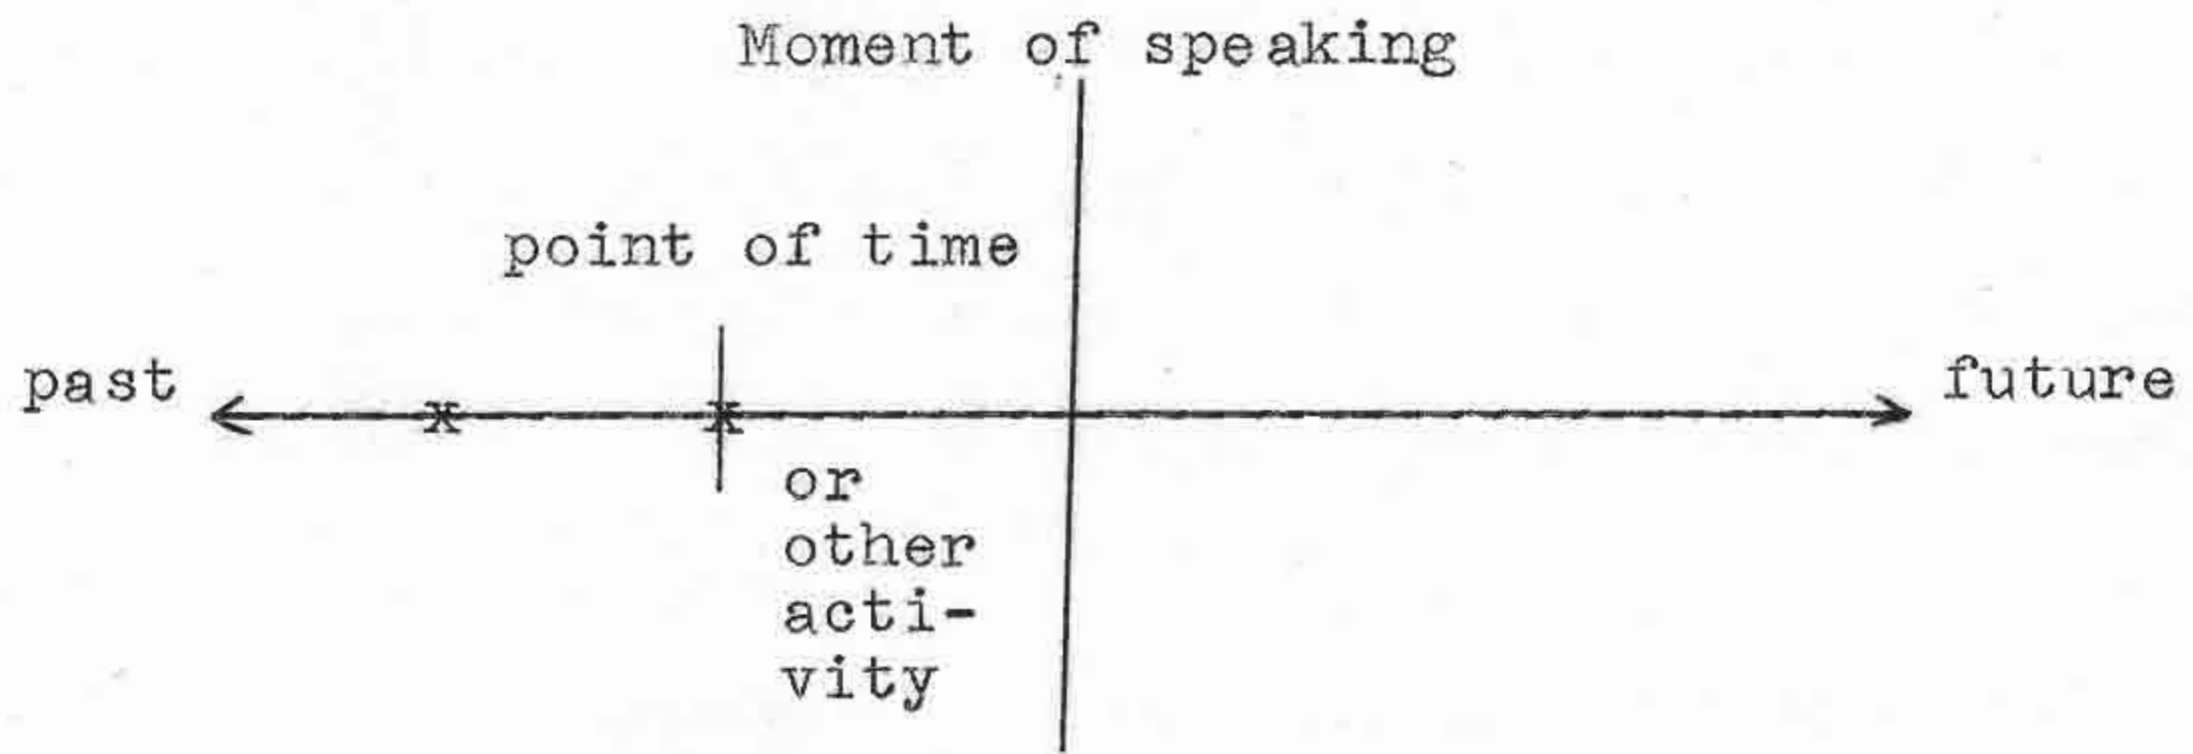 Moment of speaking
point of time
past
future
x
x
or
other
acti-
vity